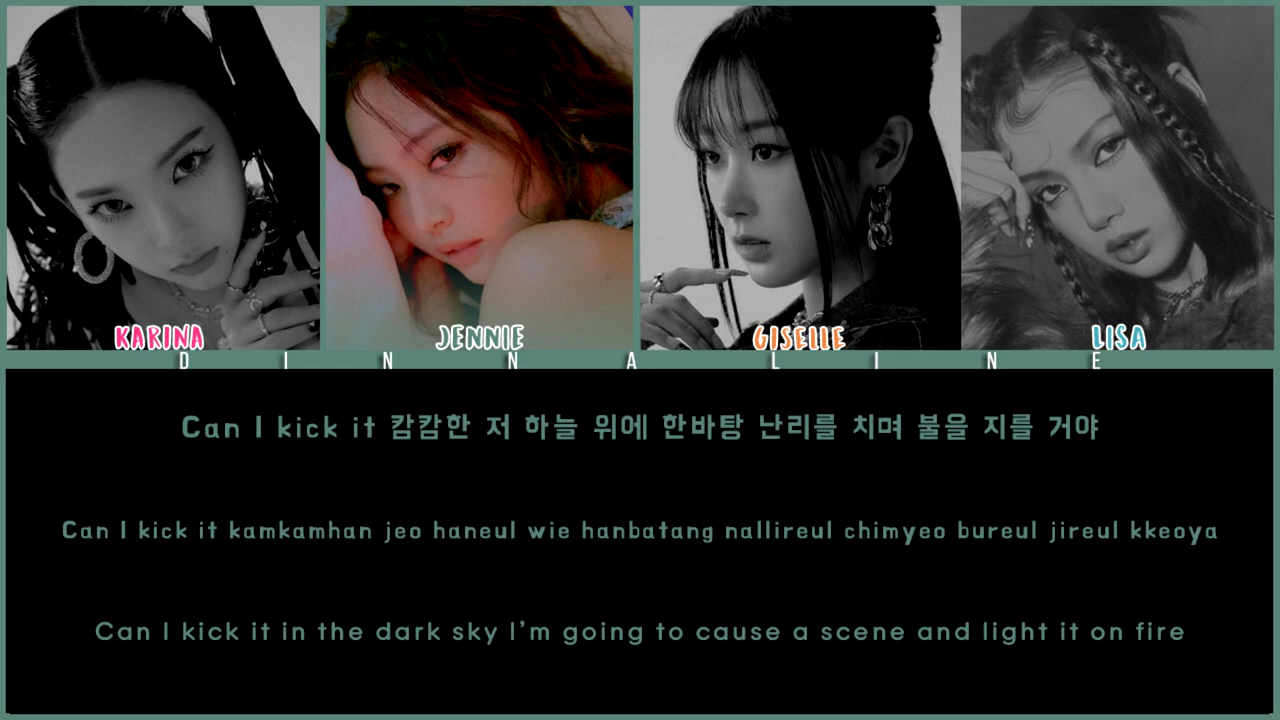 KARINA JENNIE GISELLE LISA
D I N N A L I N E
Can I kick it 캄캄한 저 하늘 위에 한바탕 난리를 치며 불을 지를 거야
Can I kick it kamkamhan jeo haneul wie hanbatang nallireul chimyeo bureul jireul kkeoya
Can I kick it in the dark sky I'm going to cause a scene and light it on fire